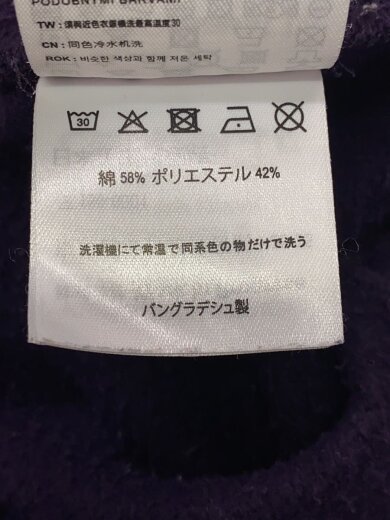 PODOBNYMI BARVAMI
TW : 須與近色衣服機洗最高溫度30
CN : 同色冷水机洗
ROK : 비슷한 색상과 함께 저온 세탁
30
綿 58% ポリエステル 42%
洗濯機にて常温で同系色の物だけで洗う
バングラデシュ製